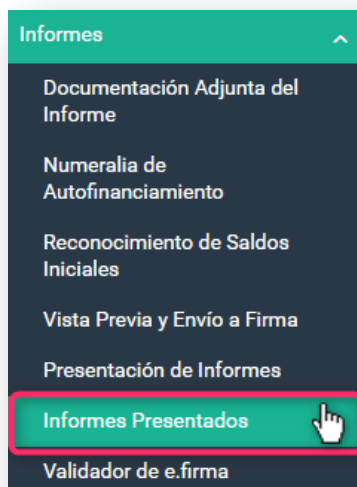 Informes
Documentación Adjunta del
Informe
Numeralia de
Autofinanciamiento
Reconocimiento de Saldos
Iniciales
Vista Previa y Envío a Firma
Presentación de Informes
Informes Presentados
Validador de e.firma